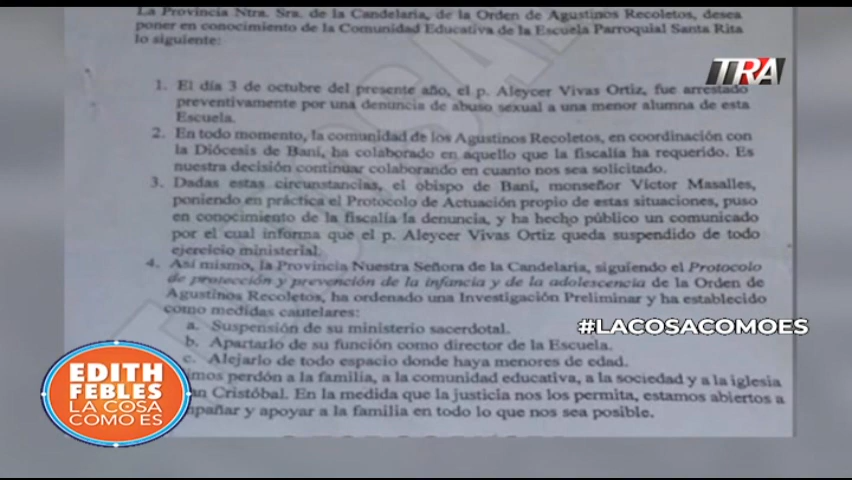 La Provincia Ntra. Sra. de la Candelaria, de la Orden de Agustinos Recoletos, desea
poner en conocimiento de la Comunidad Educativa de la Escuela Parroquial Santa Rita
lo siguiente:
TRA
1. El día 3 de octubre del presente año, el p. Aleycer Vivas Ortiz, fue arrestado
preventivamente por una denuncia de abuso sexual a una menor alumna de esta
Escuela.
2. En todo momento, la comunidad de los Agustinos Recoletos, en coordinación con
la Diócesis de Baní, ha colaborado en aquello que la fiscalía ha requerido. Es
nuestra decisión continuar colaborando en cuanto nos sea solicitado.
3. Dadas estas circunstancias, el obispo de Baní, monseñor Víctor Masalles,
poniendo en práctica el Protocolo de Actuación propio de estas situaciones, puso
en conocimiento de la fiscalía la denuncia, y ha hecho público un comunicado
por el cual informa que el p. Aleycer Vivas Ortiz queda suspendido de todo
ejercicio ministerial.
4. Así mismo, la Provincia Nuestra Señora de la Candelaria, siguiendo el Protocolo
de protección y prevención de la infancia y de la adolescencia de la Orden de
Agustinos Recoletos, ha ordenado una Investigación Preliminar y ha establecido
como medidas cautelares:
a. Suspensión de su ministerio sacerdotal.
b. Apartarlo de su función como director de la Escuela.
c. Alejarlo de todo espacio donde haya menores de edad.
imos perdón a la familia, a la comunidad educativa, a la sociedad y a la iglesia
an Cristóbal. En la medida que la justicia nos los permita, estamos abiertos a
mpañar y apoyar a la familia en todo lo que nos sea posible.
#LACOSACOMOES
EDITH
FEBLES
LA COSA
COMO ES